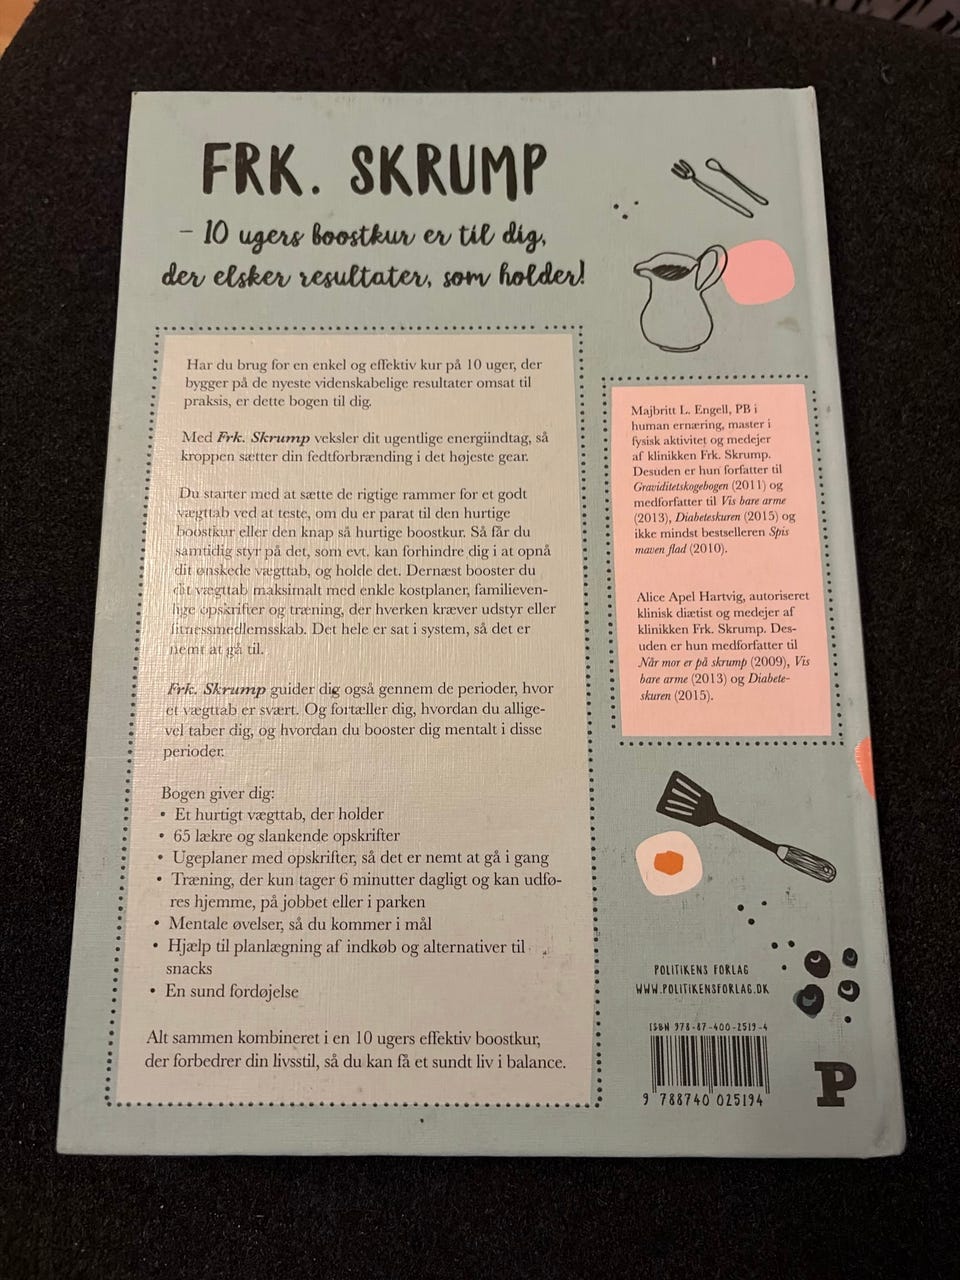 FRK. SKRUMP
– 10 ugers boostkur er til dig,
der elsker resultater, som holder!
Har du brug for en enkel og effektiv kur på 10 uger, der
bygger på de nyeste videnskabelige resultater omsat til
praksis, er dette bogen til dig.
Med Frk. Skrump veksler dit ugentlige energiindtag, så
kroppen sætter din fedtforbrænding i det højeste gear.
Du starter med at sætte de rigtige rammer for et godt
vægttab ved at teste, om du er parat til den hurtige
boostkur eller den knap så hurtige boostkur. Så får du
samtidig styr på det, som evt. kan forhindre dig i at opnå
dit ønskede vægttab, og holde det. Dernæst booster du
dit vægttab maksimalt med enkle kostplaner, familieven-
lige opskrifter og træning, der hverken kræver udstyr eller
fitnessmedlemsskab. Det hele er sat i system, så det er
nemt at gå til.
Frk. Skrump guider dig også gennem de perioder, hvor
et vægttab er svært. Og fortæller dig, hvordan du allige-
vel taber dig, og hvordan du booster dig mentalt i disse
perioder.
Bogen giver dig:
• Et hurtigt vægttab, der holder
• 65 lækre og slankende opskrifter
• Ugeplaner med opskrifter, så det er nemt at gå i gang
• Træning, der kun tager 6 minutter dagligt og kan udfø-
res hjemme, på jobbet eller i parken
• Mentale øvelser, så du kommer i mål
• Hjælp til planlægning af indkøb og alternativer til
snacks
• En sund fordøjelse
Alt sammen kombineret i en 10 ugers effektiv boostkur,
der forbedrer din livsstil, så du kan få et sundt liv i balance.
Majbritt L. Engell, PB i
human ernæring, master i
fysisk aktivitet og medejer
af klinikken Frk. Skrump.
Desuden er hun forfatter til
Graviditetskogebogen (2011) og
medforfatter til Vis bare arme
(2013), Diabeteskuren (2015) og
ikke mindst bestselleren Spis
maven flad (2010).
Alice Apel Hartvig, autoriseret
klinisk diætist og medejer af
klinikken Frk. Skrump. Des-
uden er hun medforfatter til
Når mor er på skrump (2009), Vis
bare arme (2013) og Diabete-
skuren (2015).
POLITIKENS FORLAG
WWW.POLITIKENSFORLAG.DK
ISBN 978-87-400-2519-4
9 788740 025194
P